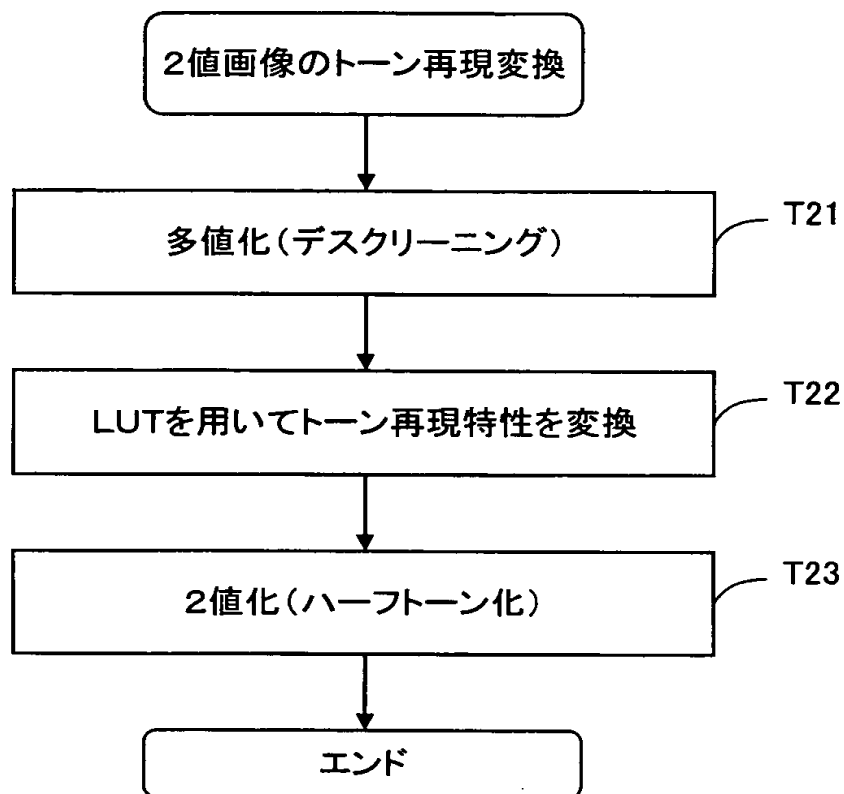 2値画像のトーン再現変換
多値化(デスクリーニング)
T21
LUTを用いてトーン再現特性を変換
T22
2値化(ハーフトーン化)
T23
エンド